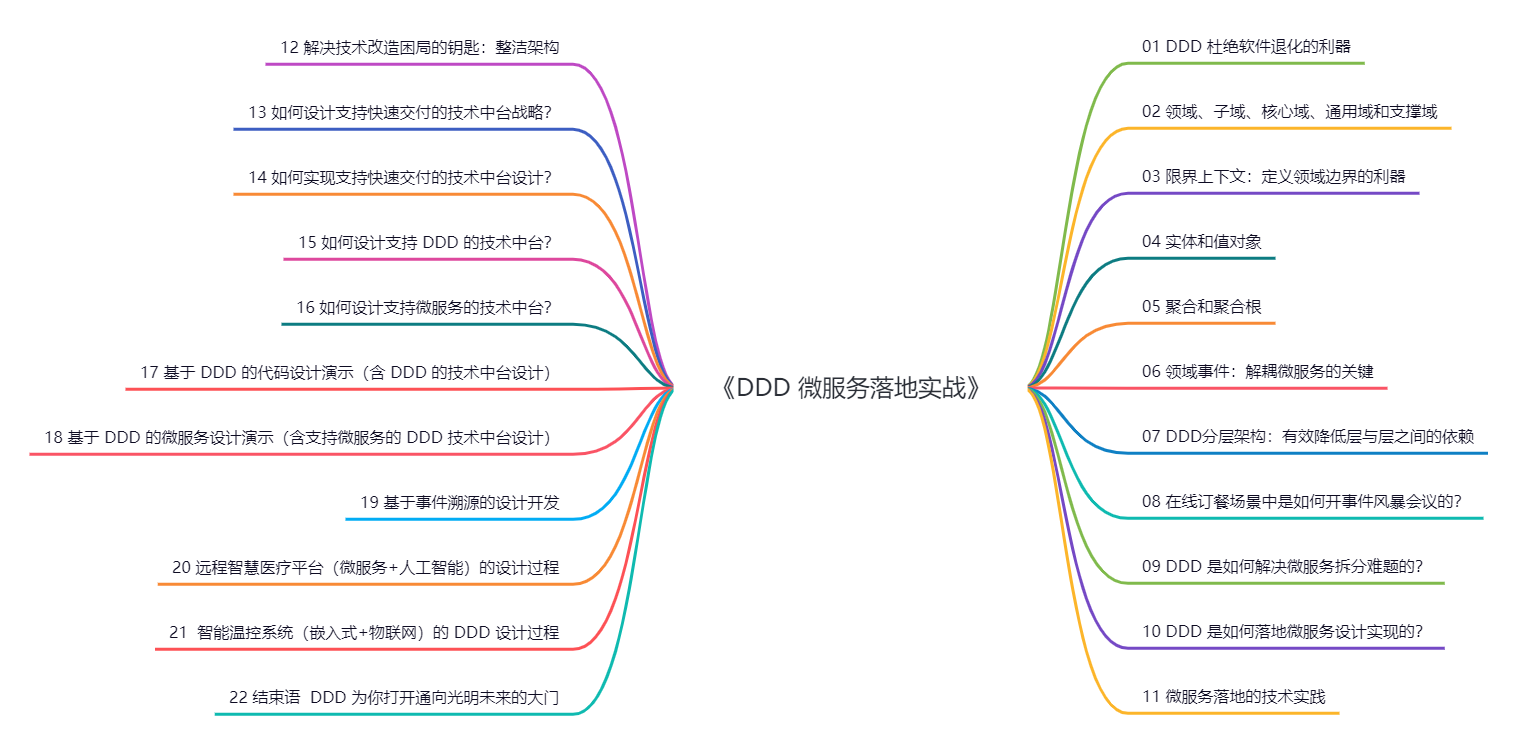 《DDD 微服务落地实战》
01 DDD 杜绝软件退化的利器
02 领域、子域、核心域、通用域和支撑域
03 限界上下文：定义领域边界的利器
04 实体和值对象
05 聚合和聚合根
06 领域事件：解耦微服务的关键
07 DDD分层架构：有效降低层与层之间的依赖
08 在线订餐场景中是如何开事件风暴会议的？
09 DDD 是如何解决微服务拆分难题的？
10 DDD 是如何落地微服务设计实现的？
11 微服务落地的技术实践
12 解决技术改造困局的钥匙：整洁架构
13 如何设计支持快速交付的技术中台战略？
14 如何实现支持快速交付的技术中台设计？
15 如何设计支持 DDD 的技术中台？
16 如何设计支持微服务的技术中台？
17 基于 DDD 的代码设计演示（含 DDD 的技术中台设计）
18 基于 DDD 的微服务设计演示（含支持微服务的 DDD 技术中台设计）
19 基于事件溯源的设计开发
20 远程智慧医疗平台（微服务+人工智能）的设计过程
21  智能温控系统（嵌入式+物联网）的 DDD 设计过程
22 结束语  DDD 为你打开通向光明未来的大门